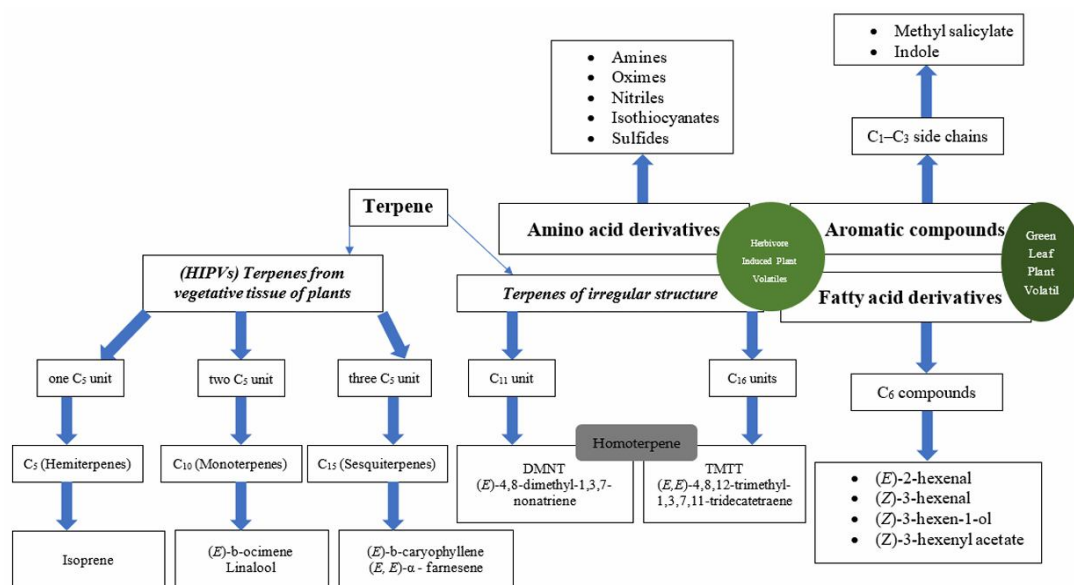 • Amines
• Oximes
• Nitriles
• Isothiocyanates
• Sulfides
• Methyl salicylate
• Indole
C₁–C₃ side chains
Terpene
Amino acid derivatives
Herbivore
Induced Plant
Volatiles
Aromatic compounds
Green
Leaf
Plant
Volatil
(HIPVs) Terpenes from
vegetative tissue of plants
Terpenes of irregular structure
Fatty acid derivatives
one C₅ unit
two C₅ unit
three C₅ unit
C₁₁ unit
C₁₆ units
C₆ compounds
C₅ (Hemiterpenes)
C₁₀ (Monoterpenes)
C₁₅ (Sesquiterpenes)
Homoterpene
DMNT
(E)-4,8-dimethyl-1,3,7-
nonatriene
TMTT
(E,E)-4,8,12-trimethyl-
1,3,7,11-tridecatetraene
• (E)-2-hexenal
• (Z)-3-hexenal
• (Z)-3-hexen-1-ol
• (Z)-3-hexenyl acetate
Isoprene
(E)-b-ocimene
Linalool
(E)-b-caryophyllene
(E, E)-α - farnesene